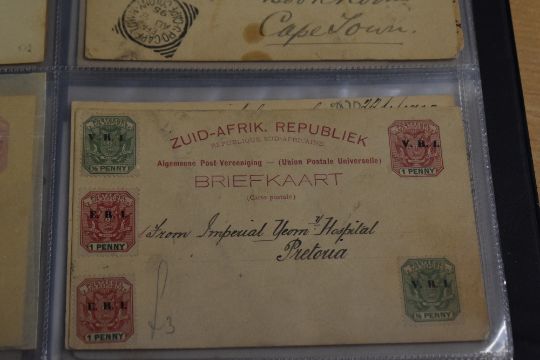 Cape Town.
ZUID-AFRIK. REPUBLIEK
REPUBLIQUE SUD-AFRICAINE
Algemeene Post-Vereeniging — (Union Postale Universelle)
BRIEFKAART
(Carte postale)
V. R. I.
½ PENNY
V. R. I.
1 PENNY
E. R. I.
1 PENNY
From Imperial Yeomy Hospital
Pretoria
E. R. I.
1 PENNY
£3
V. R. I.
½ PENNY